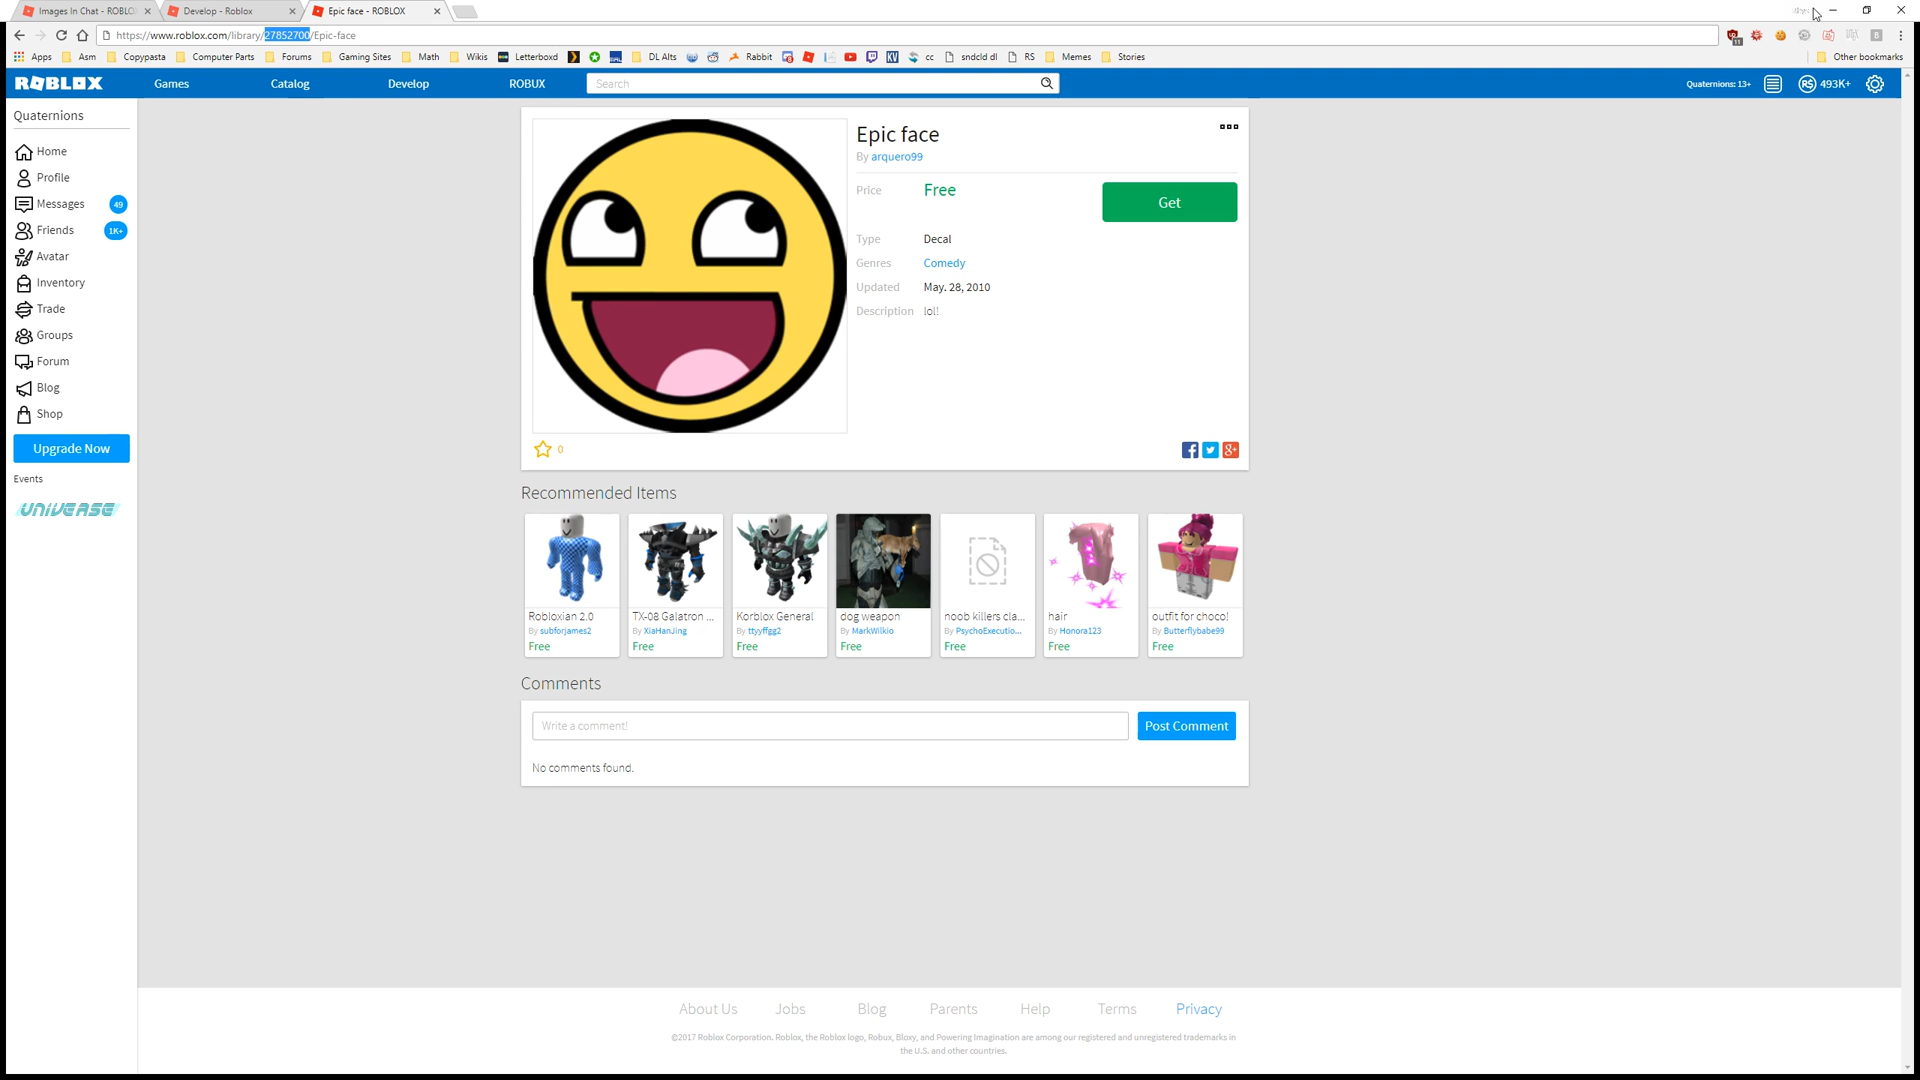 Images In Chat - ROBLO
Develop - Roblox
Epic face - ROBLOX
https://www.roblox.com/library/27852700/Epic-face
Apps
Asm
Copypasta
Computer Parts
Forums
Gaming Sites
Math
Wikis
Letterboxd
DL Alts
Rabbit
cc
sndcld dl
RS
Memes
Stories
Other bookmarks
ROBLOX
Games
Catalog
Develop
ROBUX
Search
Quaternions: 13+
R$ 493K+
Quaternions
Home
Profile
Messages 49
Friends 1K+
Avatar
Inventory
Trade
Groups
Forum
Blog
Shop
Upgrade Now
Events
UNIVERSE
Epic face
By arquero99
Price Free
Get
Type Decal
Genres Comedy
Updated May. 28, 2010
Description lol!
0
Recommended Items
Robloxian 2.0
By subforjames2
Free
TX-08 Galatron ...
By XiaHanJing
Free
Korblox General
By ttyyffgg2
Free
dog weapon
By MarkWilkio
Free
noob killers cla...
By PsychoExecutio...
Free
hair
By Honora123
Free
outfit for choco!
By Butterflybabe99
Free
Comments
Write a comment!
Post Comment
No comments found.
About Us
Jobs
Blog
Parents
Help
Terms
Privacy
©2017 Roblox Corporation. Roblox, the Roblox logo, Robux, Bloxy, and Powering Imagination are among our registered and unregistered trademarks in
the U.S. and other countries.